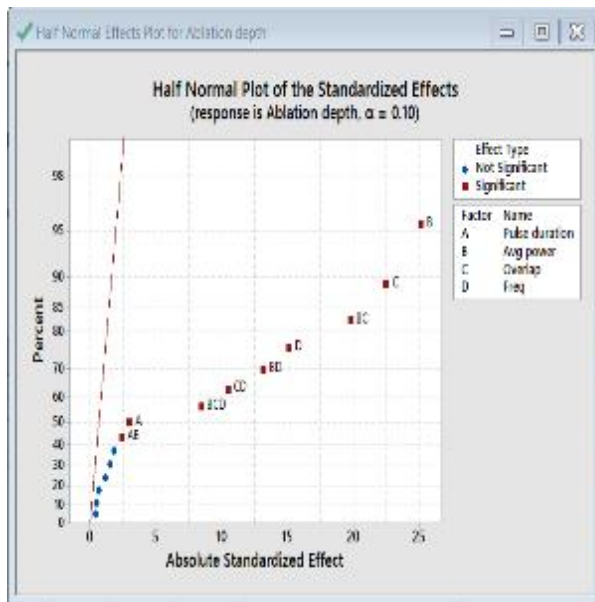 Half Normal Effects Plot for Ablation depth
Half Normal Plot of the Standardized Effects
(response is Ablation depth, α = 0.10)
98
95
90
85
80
70
60
50
40
30
20
10
0
Percent
B
C
BC
D
BD
CD
BCD
A
AB
0 5 10 15 20 25
Absolute Standardized Effect
Effect Type
Not Significant
Significant
Factor Name
A Pulse duration
B Avg power
C Overlap
D Freq